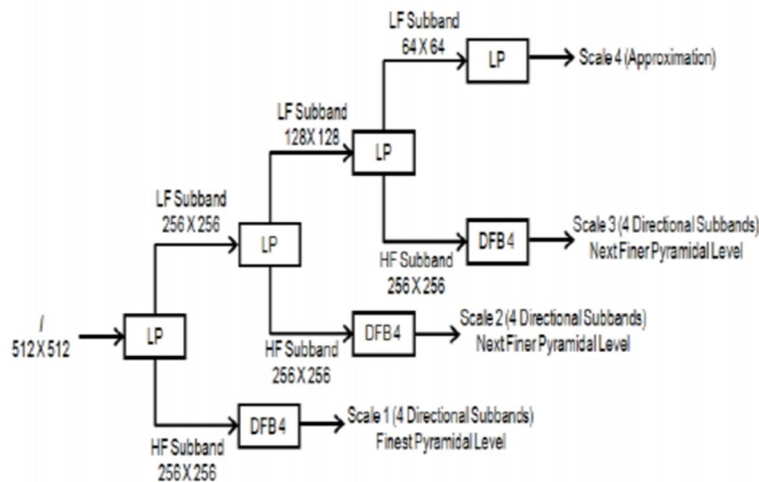 LF Subband
64 X 64
LP
Scale 4 (Approximation)
LF Subband
128X 128
LP
LF Subband
256 X 256
LP
DFB 4
Scale 3 (4 Directional Subbands)
Next Finer Pyramidal Level
HF Subband
256 X 256
I
512 X 512
LP
DFB 4
Scale 2 (4 Directional Subbands)
Next Finer Pyramidal Level
HF Subband
256 X 256
DFB 4
Scale 1 (4 Directional Subbands)
Finest Pyramidal Level
HF Subband
256 X 256